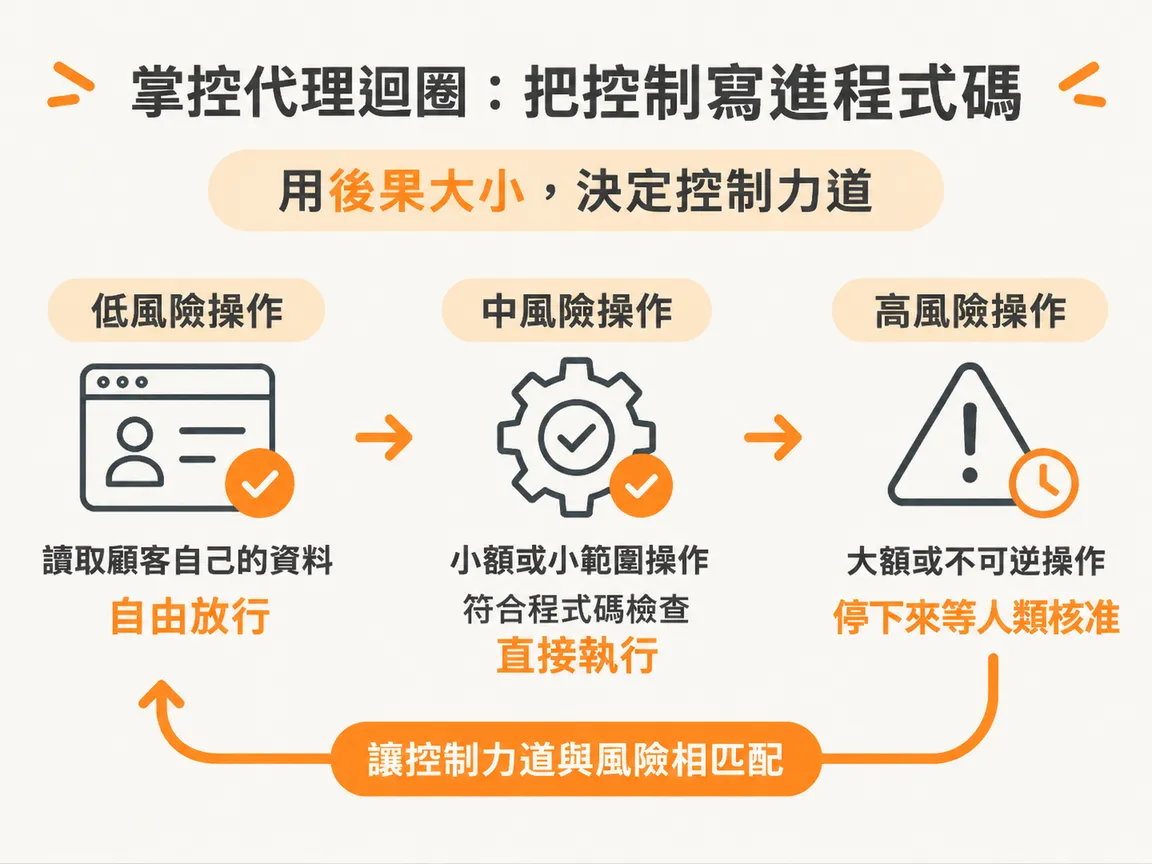 掌控代理迴圈：把控制寫進程式碼
用後果大小，決定控制力道
低風險操作
中風險操作
高風險操作
讀取顧客自己的資料
自由放行
小額或小範圍操作
符合程式碼檢查
直接執行
大額或不可逆操作
停下來等人類核准
讓控制力道與風險相匹配